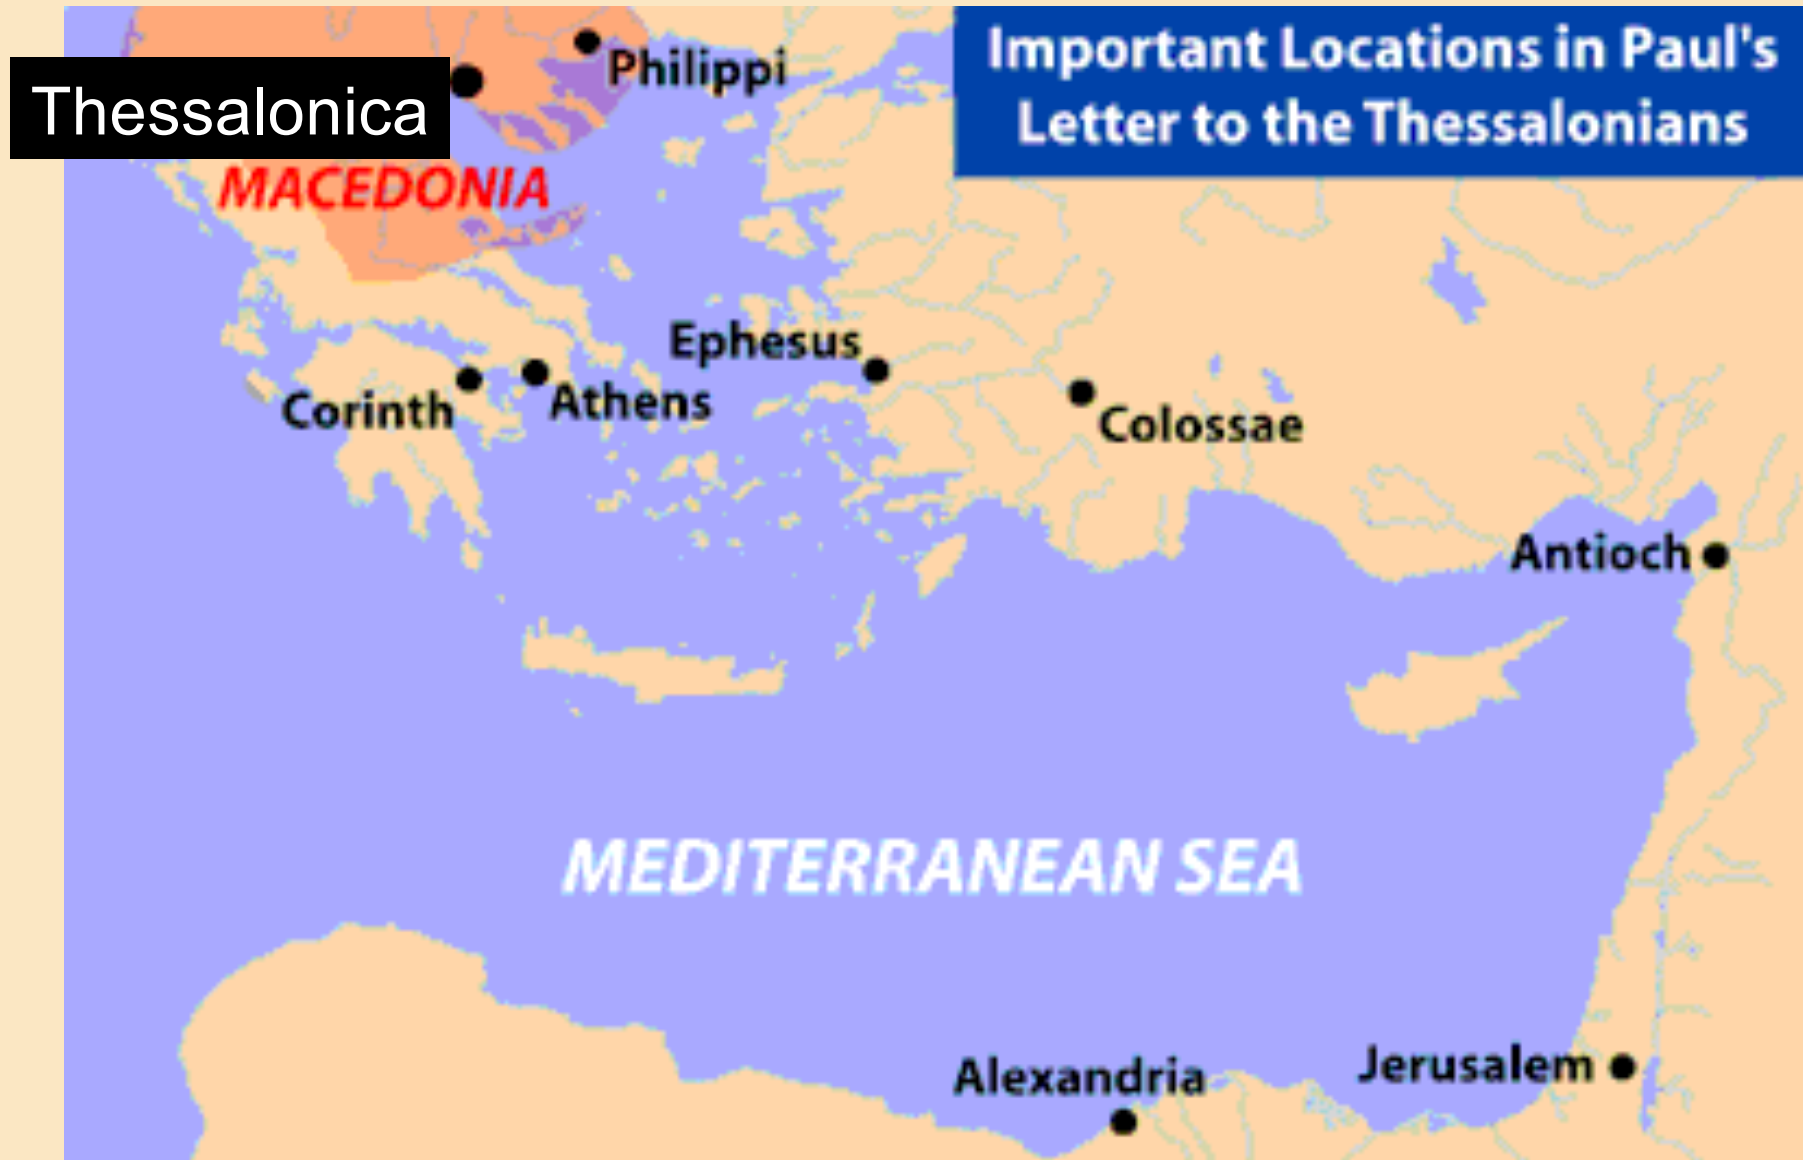 Important Locations in Paul's
Letter to the Thessalonians
Philippi
Thessalonica
MACEDONIA
Ephesus
Corinth
Athens
Colossae
Antioch
MEDITERRANEAN SEA
Alexandria
Jerusalem